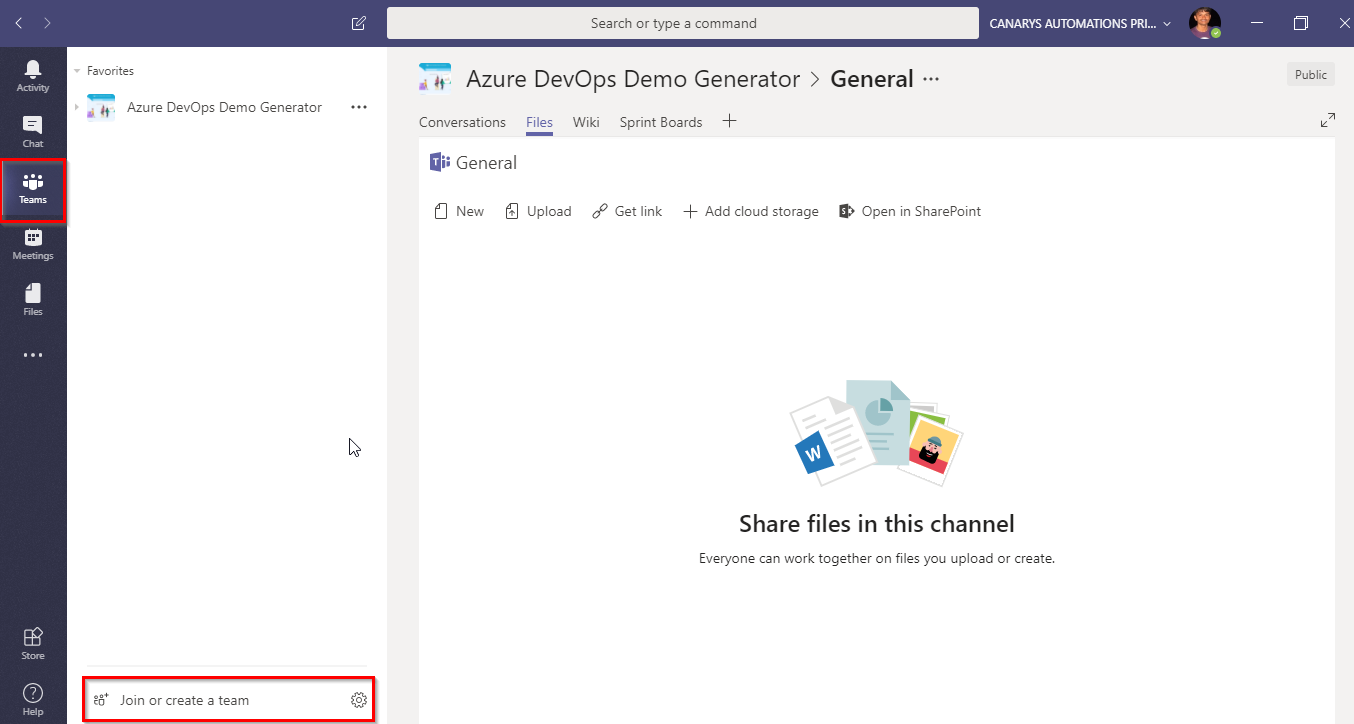 Search or type a command
CANARYS AUTOMATIONS PRI...
Activity
Chat
Teams
Meetings
Files
Store
Help
Favorites
Azure DevOps Demo Generator
Join or create a team
Azure DevOps Demo Generator > General
Public
Conversations Files Wiki Sprint Boards
General
New Upload Get link Add cloud storage Open in SharePoint
Share files in this channel
Everyone can work together on files you upload or create.